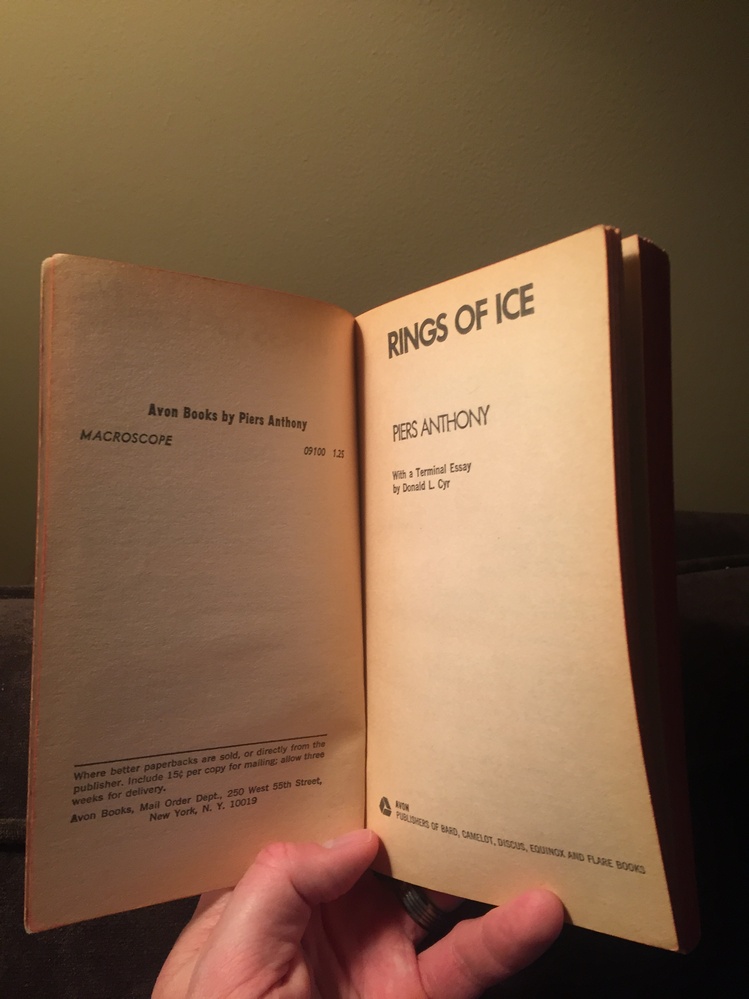 Avon Books by Piers Anthony
MACROSCOPE 09100 1.25
Where better paperbacks are sold, or directly from the
publisher. Include 15¢ per copy for mailing; allow three
weeks for delivery.
Avon Books, Mail Order Dept., 250 West 55th Street,
New York, N. Y. 10019
RINGS OF ICE
PIERS ANTHONY
With a Terminal Essay
by Donald L. Cyr
AVON
PUBLISHERS OF BARD, CAMELOT, DISCUS, EQUINOX AND FLARE BOOKS